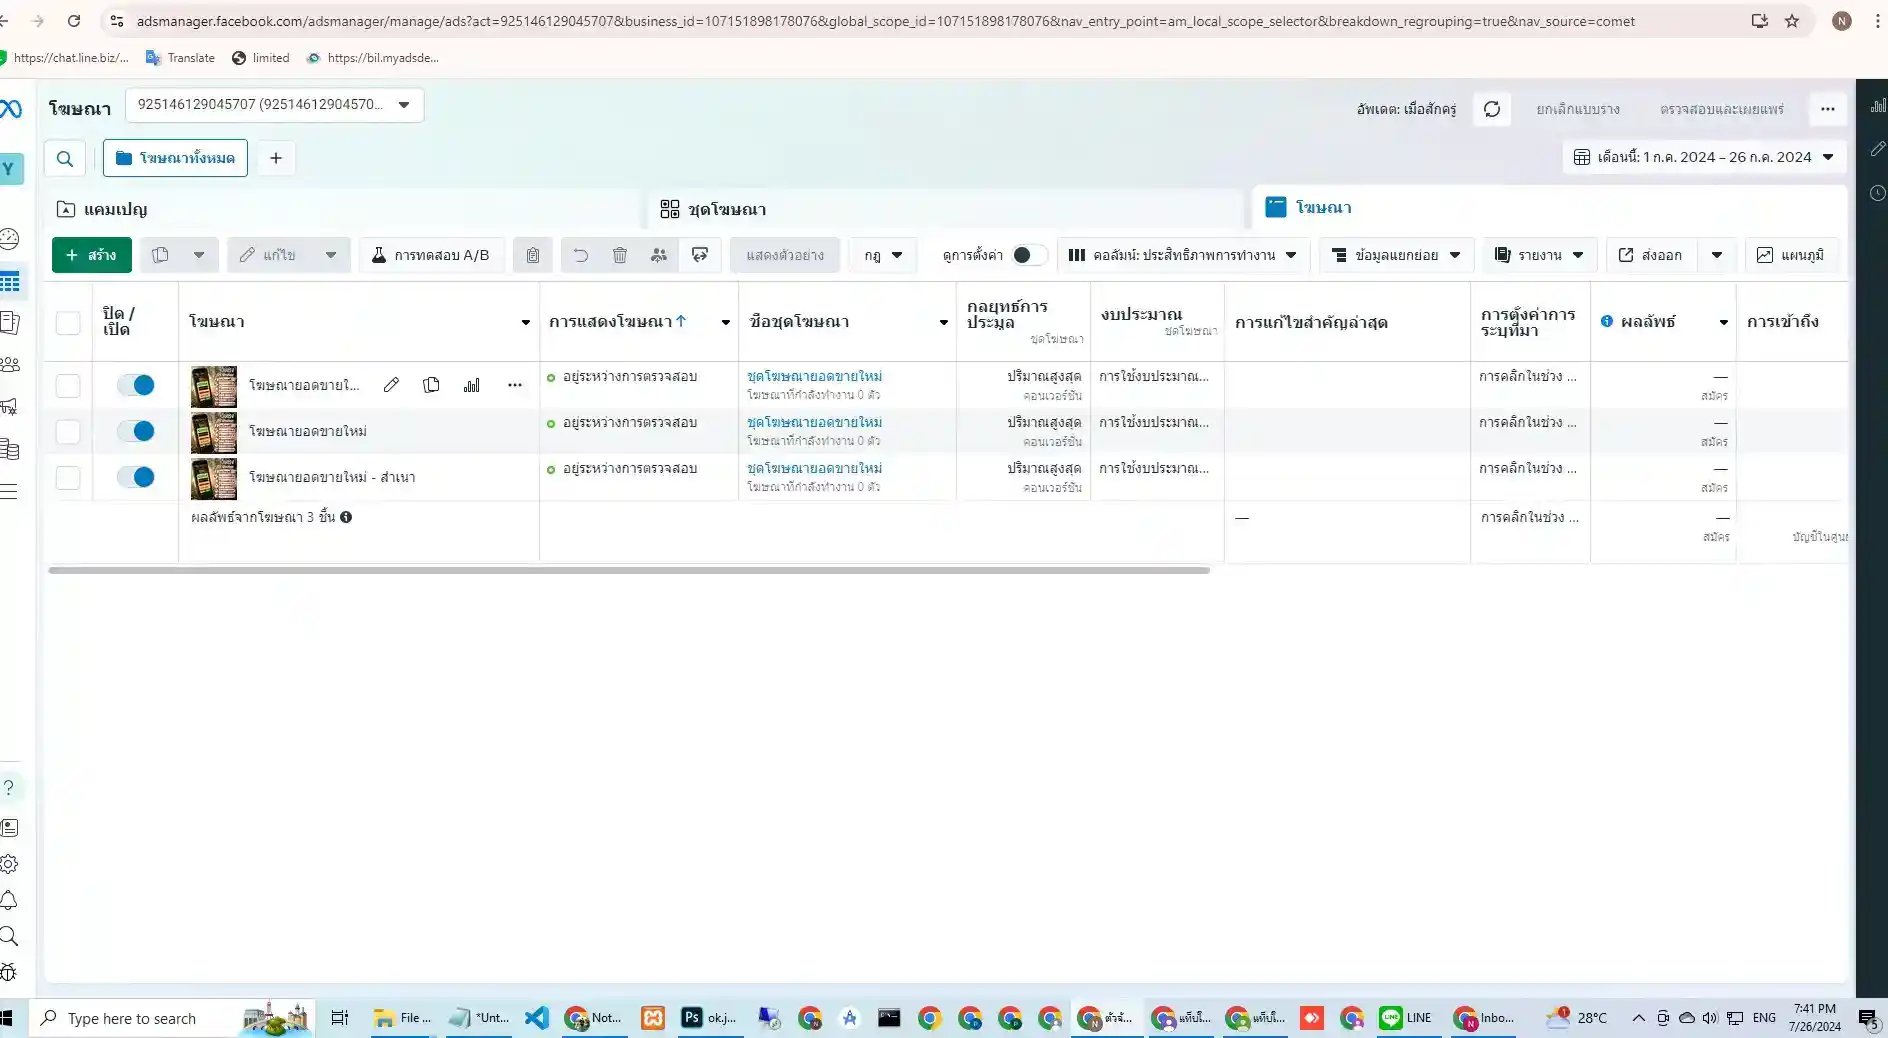 adsmanager.facebook.com/adsmanager/manage/ads?act=925146129045707&business_id=107151898178076&global_scope_id=107151898178076&nav_entry_point=am_local_scope_selector&breakdown_regrouping=true&nav_source=comet
N
https://chat.line.biz/... Translate limited https://bil.myadsde...
โฆษณา 925146129045707 (92514612904570... อัพเดต: เมื่อสักครู่ ยกเลิกแบบร่าง ตรวจสอบและเผยแพร่
Y โฆษณาทั้งหมด + เดือนนี้: 1 ก.ค. 2024 – 26 ก.ค. 2024
แคมเปญ ชุดโฆษณา โฆษณา
+ สร้าง แก้ไข การทดสอบ A/B แสดงตัวอย่าง กฎ ดูการตั้งค่า คอลัมน์: ประสิทธิภาพการทำงาน ข้อมูลแยกย่อย รายงาน ส่งออก แผนภูมิ
ปิด / เปิด โฆษณา การแสดงโฆษณา ↑ ชื่อชุดโฆษณา กลยุทธ์การประมูล ชุดโฆษณา งบประมาณ ชุดโฆษณา การแก้ไขสำคัญล่าสุด การตั้งค่าการระบุที่มา ผลลัพธ์ การเข้าถึง
โฆษณายอดขายใ... อยู่ระหว่างการตรวจสอบ ชุดโฆษณายอดขายใหม่ ปริมาณสูงสุด การใช้งบประมาณ... การคลิกในช่วง ... —
โฆษณาที่กำลังทำงาน 0 ตัว คอนเวอร์ชั่น สมัคร
โฆษณายอดขายใหม่ อยู่ระหว่างการตรวจสอบ ชุดโฆษณายอดขายใหม่ ปริมาณสูงสุด การใช้งบประมาณ... การคลิกในช่วง ... —
โฆษณาที่กำลังทำงาน 0 ตัว คอนเวอร์ชั่น สมัคร
โฆษณายอดขายใหม่ - สำเนา อยู่ระหว่างการตรวจสอบ ชุดโฆษณายอดขายใหม่ ปริมาณสูงสุด การใช้งบประมาณ... การคลิกในช่วง ... —
โฆษณาที่กำลังทำงาน 0 ตัว คอนเวอร์ชั่น สมัคร
ผลลัพธ์จากโฆษณา 3 ชิ้น — การคลิกในช่วง ... —
สมัคร บัญชีในศูนย
Type here to search File ... *Unt... Not... Ps ok.j... ตัวจั... แท็บใ... แท็บใ... LINE Inbo... 28°C ENG 7:41 PM
7/26/2024 5